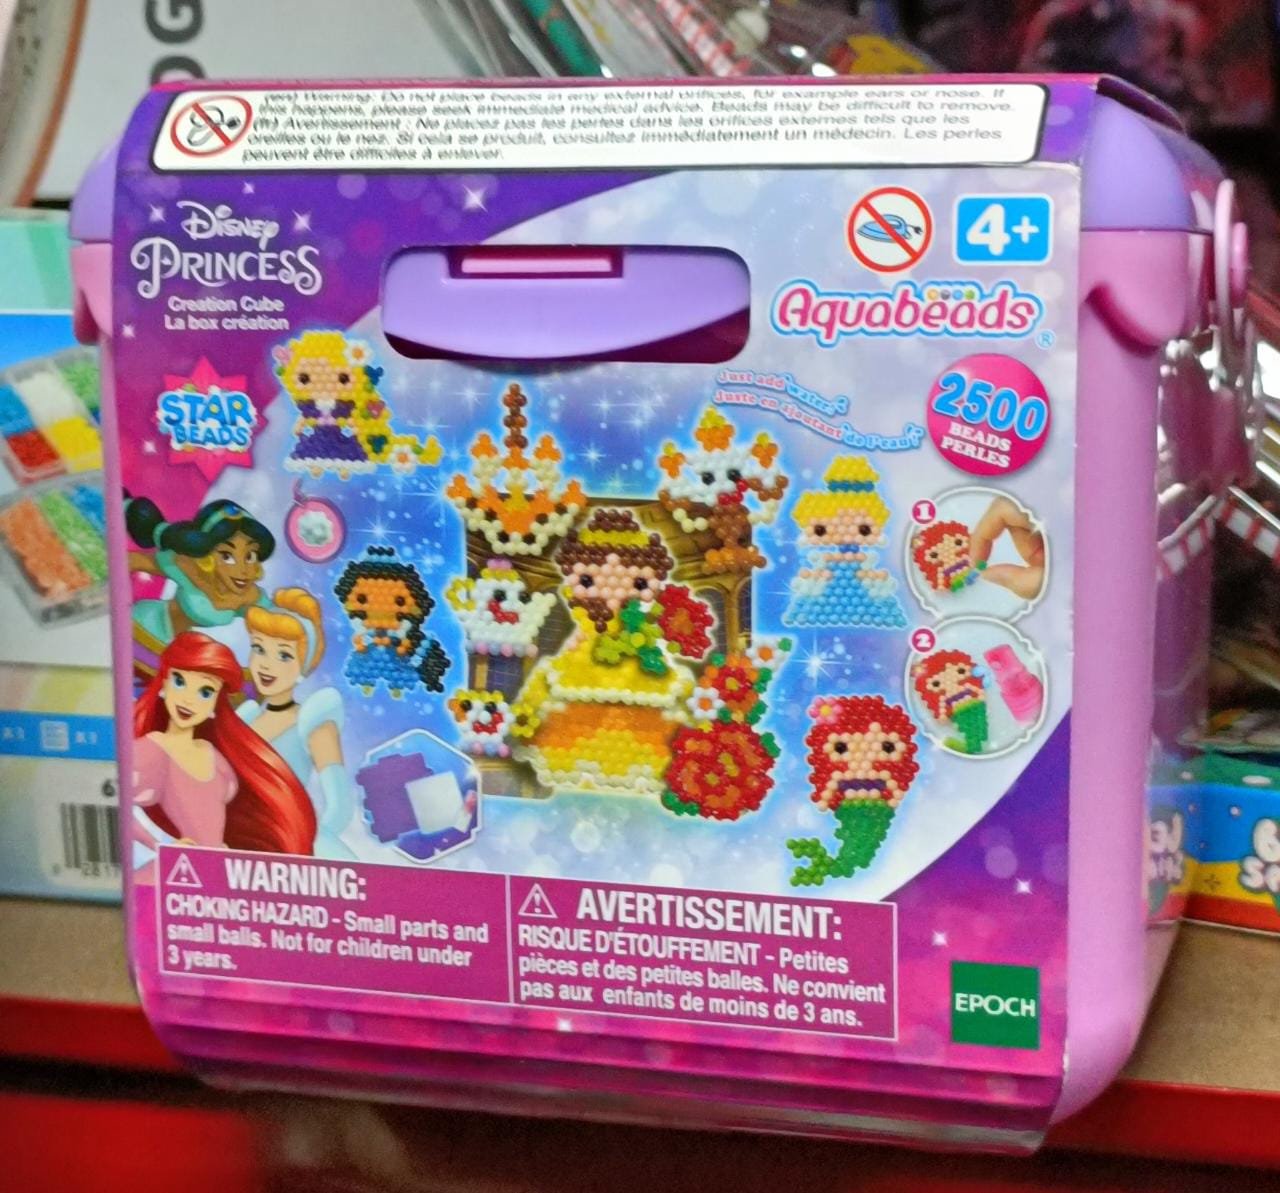 (en) Warning: Do not place beads in any external orifices, for example ears or nose. If
this happens, please seek immediate medical advice. Beads may be difficult to remove.
(fr) Avertissement : Ne placez pas les perles dans les orifices externes tels que les
oreilles ou le nez. Si cela se produit, consultez immédiatement un médecin. Les perles
peuvent être difficiles à enlever.
Disney
PRINCESS
Creation Cube
La box création
4+
Aquabeads®
STAR
BEADS
Just add water!
Juste en ajoutant de l'eau!
2500
BEADS
PERLES
1
2
WARNING:
CHOKING HAZARD - Small parts and
small balls. Not for children under
3 years.
AVERTISSEMENT:
RISQUE D'ÉTOUFFEMENT - Petites
pièces et des petites balles. Ne convient
pas aux enfants de moins de 3 ans.
EPOCH